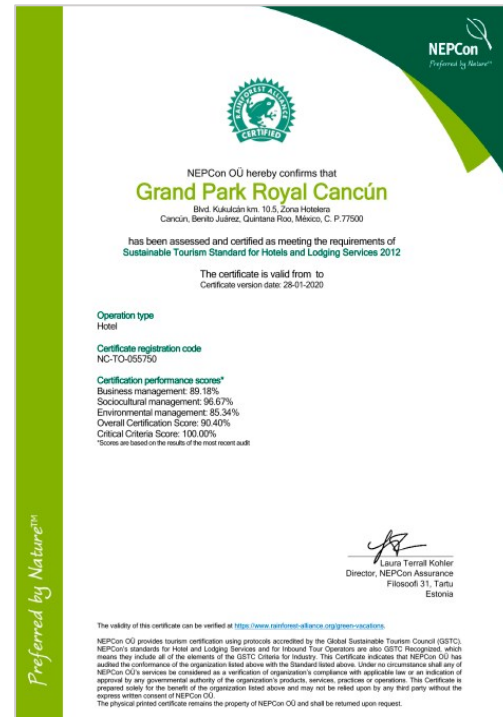 NEPCon
Preferred by Nature™
RAINFOREST ALLIANCE
CERTIFIED
NEPCon OÜ hereby confirms that
Grand Park Royal Cancún
Blvd. Kukulcán km. 10.5, Zona Hotelera
Cancún, Benito Juárez, Quintana Roo, México, C. P.77500
has been assessed and certified as meeting the requirements of
Sustainable Tourism Standard for Hotels and Lodging Services 2012
The certificate is valid from to
Certificate version date: 28-01-2020
Operation type
Hotel
Certificate registration code
NC-TO-055750
Certification performance scores*
Business management: 89.18%
Sociocultural management: 96.67%
Environmental management: 85.34%
Overall Certification Score: 90.40%
Critical Criteria Score: 100.00%
*Scores are based on the results of the most recent audit
Laura Terrall Kohler
Director, NEPCon Assurance
Filosoofi 31, Tartu
Estonia
Preferred by Nature™
The validity of this certificate can be verified at https://www.rainforest-alliance.org/green-vacations.
NEPCon OÜ provides tourism certification using protocols accredited by the Global Sustainable Tourism Council (GSTC).
NEPCon's standards for Hotel and Lodging Services and for Inbound Tour Operators are also GSTC Recognized, which
means they include all of the elements of the GSTC Criteria for Industry. This Certificate indicates that NEPCon OÜ has
audited the conformance of the organization listed above with the Standard listed above. Under no circumstance shall any of
NEPCon OÜ's services be considered as a verification of organization's compliance with applicable law or an indication of
approval by any governmental authority of the organization's products, services, practices or operations. This Certificate is
prepared solely for the benefit of the organization listed above and may not be relied upon by any third party without the
express written consent of NEPCon OÜ.
The physical printed certificate remains the property of NEPCon OÜ and shall be returned upon request.